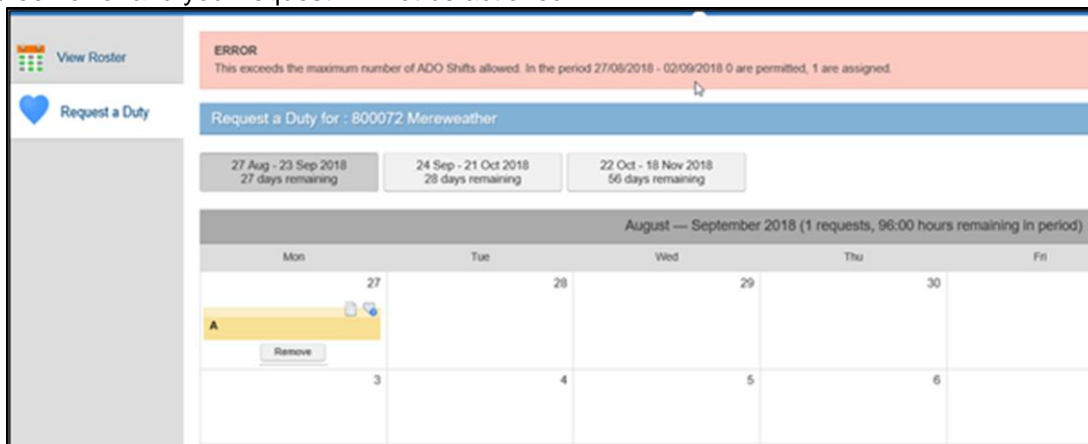 View Roster
Request a Duty
ERROR
This exceeds the maximum number of ADO Shifts allowed. In the period 27/08/2018 - 02/09/2018 0 are permitted, 1 are assigned.
Request a Duty for : 800072 Mereweather
27 Aug - 23 Sep 2018
27 days remaining
24 Sep - 21 Oct 2018
28 days remaining
22 Oct - 18 Nov 2018
56 days remaining
August — September 2018 (1 requests, 96:00 hours remaining in period)
Mon Tue Wed Thu Fri
27 28 29 30
A
Remove
3 4 5 6